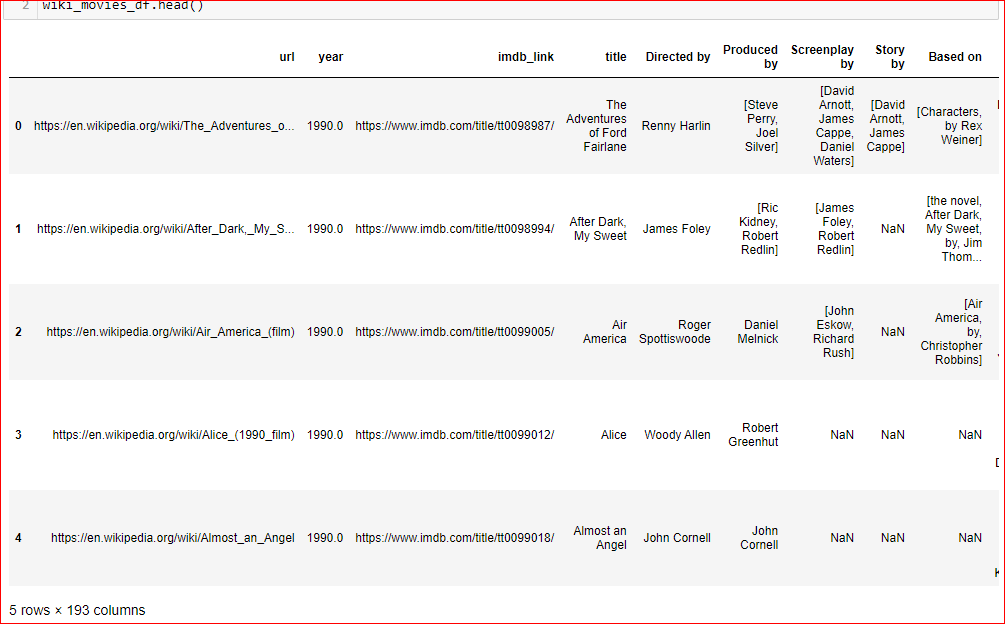 2 wiki_movies_df.head()
url year imdb_link title Directed by Produced by Screenplay by Story by Based on
0 https://en.wikipedia.org/wiki/The_Adventures_o... 1990.0 https://www.imdb.com/title/tt0098987/ The Adventures of Ford Fairlane Renny Harlin [Steve Perry, Joel Silver] [David Arnott, James Cappe, Daniel Waters] [David Arnott, James Cappe] [Characters, by Rex Weiner]
1 https://en.wikipedia.org/wiki/After_Dark,_My_S... 1990.0 https://www.imdb.com/title/tt0098994/ After Dark, My Sweet James Foley [Ric Kidney, Robert Redlin] [James Foley, Robert Redlin] NaN [the novel, After Dark, My Sweet, by, Jim Thom...
2 https://en.wikipedia.org/wiki/Air_America_(film) 1990.0 https://www.imdb.com/title/tt0099005/ Air America Roger Spottiswoode Daniel Melnick [John Eskow, Richard Rush] NaN [Air America, by, Christopher Robbins]
3 https://en.wikipedia.org/wiki/Alice_(1990_film) 1990.0 https://www.imdb.com/title/tt0099012/ Alice Woody Allen Robert Greenhut NaN NaN NaN
4 https://en.wikipedia.org/wiki/Almost_an_Angel 1990.0 https://www.imdb.com/title/tt0099018/ Almost an Angel John Cornell John Cornell NaN NaN NaN
5 rows × 193 columns